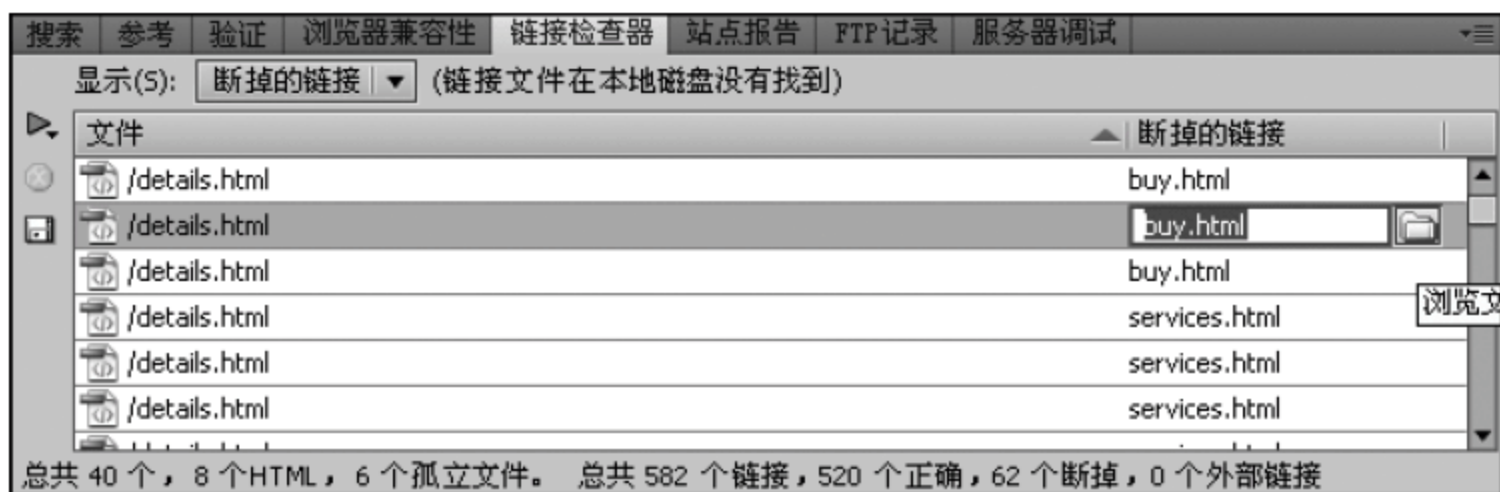 搜索 参考 验证 浏览器兼容性 链接检查器 站点报告 FTP记录 服务器调试
显示(S): 断掉的链接 (链接文件在本地磁盘没有找到)
文件 断掉的链接
/details.html buy.html
/details.html buy.html
/details.html buy.html
浏览文
/details.html services.html
/details.html services.html
/details.html services.html
总共 40 个，8 个HTML，6 个孤立文件。 总共 582 个链接，520 个正确，62 个断掉，0 个外部链接